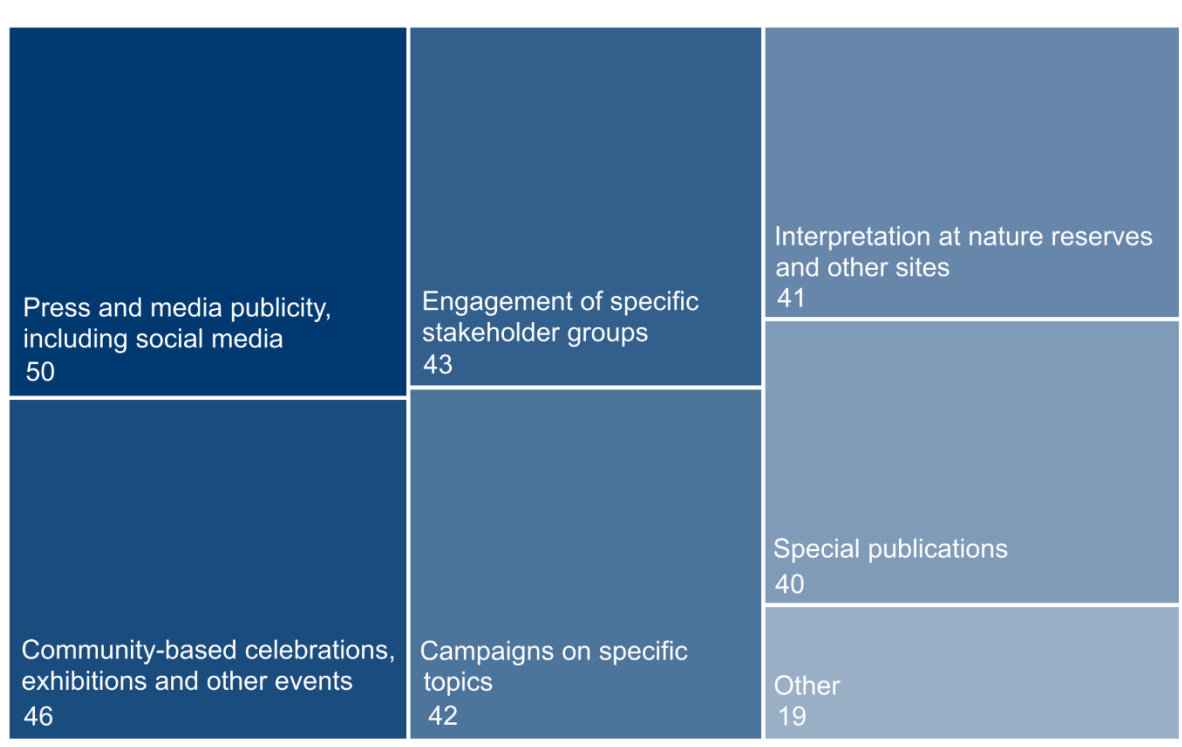 Press and media publicity,
including social media
50
Community-based celebrations,
exhibitions and other events
46
Engagement of specific
stakeholder groups
43
Campaigns on specific
topics
42
Interpretation at nature reserves
and other sites
41
Special publications
40
Other
19